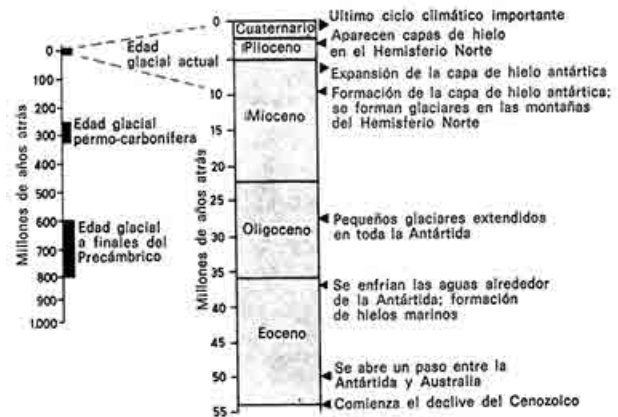 Millones de años atrás
0
100
200
300
400
500
600
700
800
900
1.000
Edad
glacial actual
Edad glacial
permo-carbonífera
Edad glacial
a finales del
Precámbrico
Millones de años atrás
0
5
10
15
20
25
30
35
40
45
50
55
Cuaternario
Plioceno
Mioceno
Oligoceno
Eoceno
Ultimo ciclo climático importante
Aparecen capas de hielo
en el Hemisferio Norte
Expansión de la capa de hielo antártica
Formación de la capa de hielo antártica;
se forman glaciares en las montañas
del Hemisferio Norte
Pequeños glaciares extendidos
en toda la Antártida
Se enfrían las aguas alrededor
de la Antártida; formación
de hielos marinos
Se abre un paso entre la
Antártida y Australia
Comienza el declive del Cenozoico